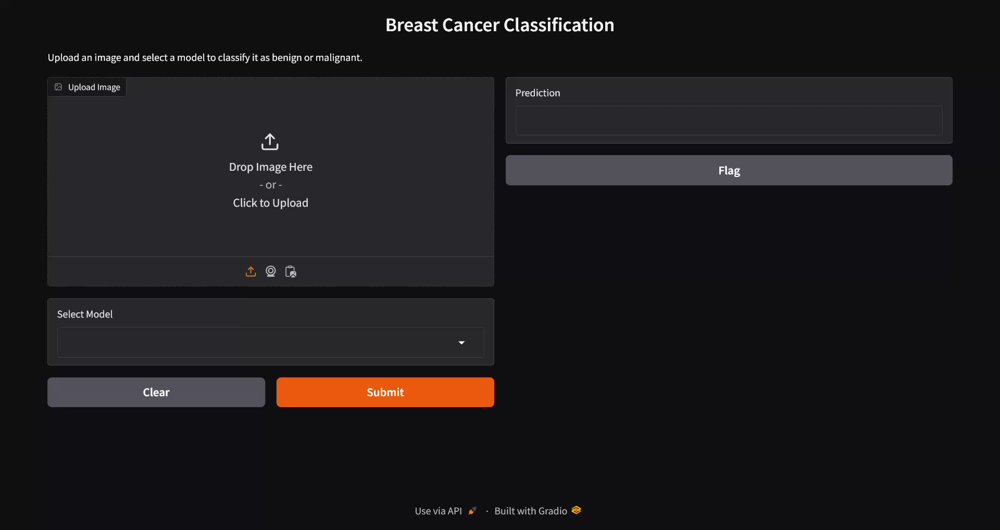 Breast Cancer Classification
Upload an image and select a model to classify it as benign or malignant.
Upload Image
Drop Image Here
- or -
Click to Upload
Select Model
Clear
Submit
Prediction
Flag
Use via API · Built with Gradio